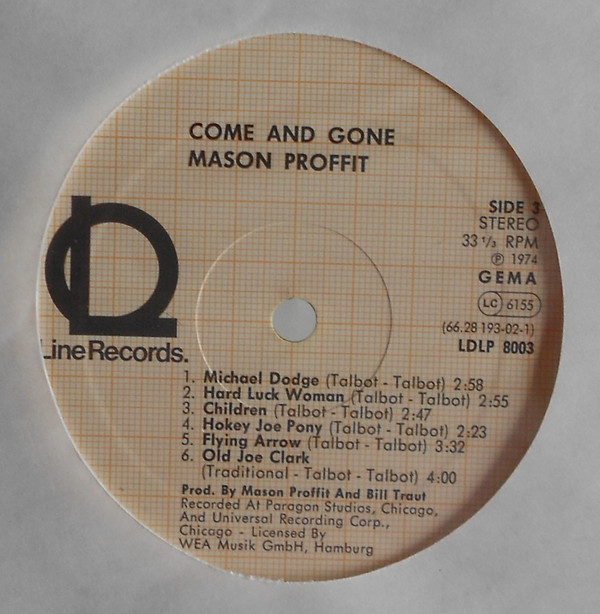 COME AND GONE
MASON PROFFIT
SIDE 3
STEREO
33 1/3 RPM
℗ 1974
GEMA
LC 6155
(66.28 193-02-1)
LDLP 8003
Line Records.
1. Michael Dodge (Talbot - Talbot) 2:58
2. Hard Luck Woman (Talbot - Talbot) 2:55
3. Children (Talbot - Talbot) 2:47
4. Hokey Joe Pony (Talbot - Talbot) 2:23
5. Flying Arrow (Talbot - Talbot) 3:32
6. Old Joe Clark
(Traditional - Talbot - Talbot) 4:00
Prod. By Mason Proffit And Bill Traut
Recorded At Paragon Studios, Chicago,
And Universal Recording Corp.,
Chicago - Licensed By
WEA Musik GmbH, Hamburg